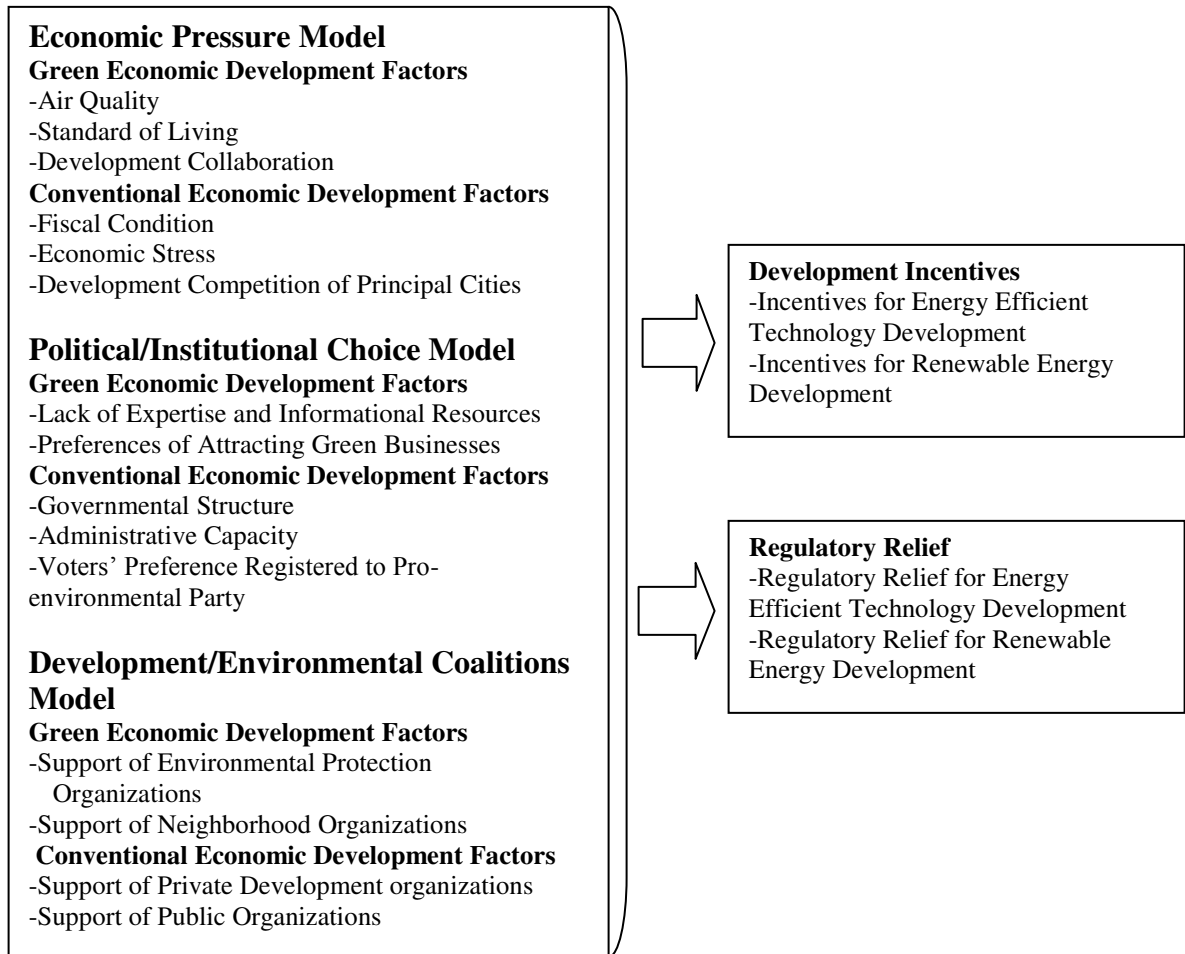 Economic Pressure Model
Green Economic Development Factors
-Air Quality
-Standard of Living
-Development Collaboration
Conventional Economic Development Factors
-Fiscal Condition
-Economic Stress
-Development Competition of Principal Cities
Political/Institutional Choice Model
Green Economic Development Factors
-Lack of Expertise and Informational Resources
-Preferences of Attracting Green Businesses
Conventional Economic Development Factors
-Governmental Structure
-Administrative Capacity
-Voters’ Preference Registered to Pro-
environmental Party
Development/Environmental Coalitions
Model
Green Economic Development Factors
-Support of Environmental Protection
Organizations
-Support of Neighborhood Organizations
Conventional Economic Development Factors
-Support of Private Development organizations
-Support of Public Organizations
Development Incentives
-Incentives for Energy Efficient
Technology Development
-Incentives for Renewable Energy
Development
Regulatory Relief
-Regulatory Relief for Energy
Efficient Technology Development
-Regulatory Relief for Renewable
Energy Development